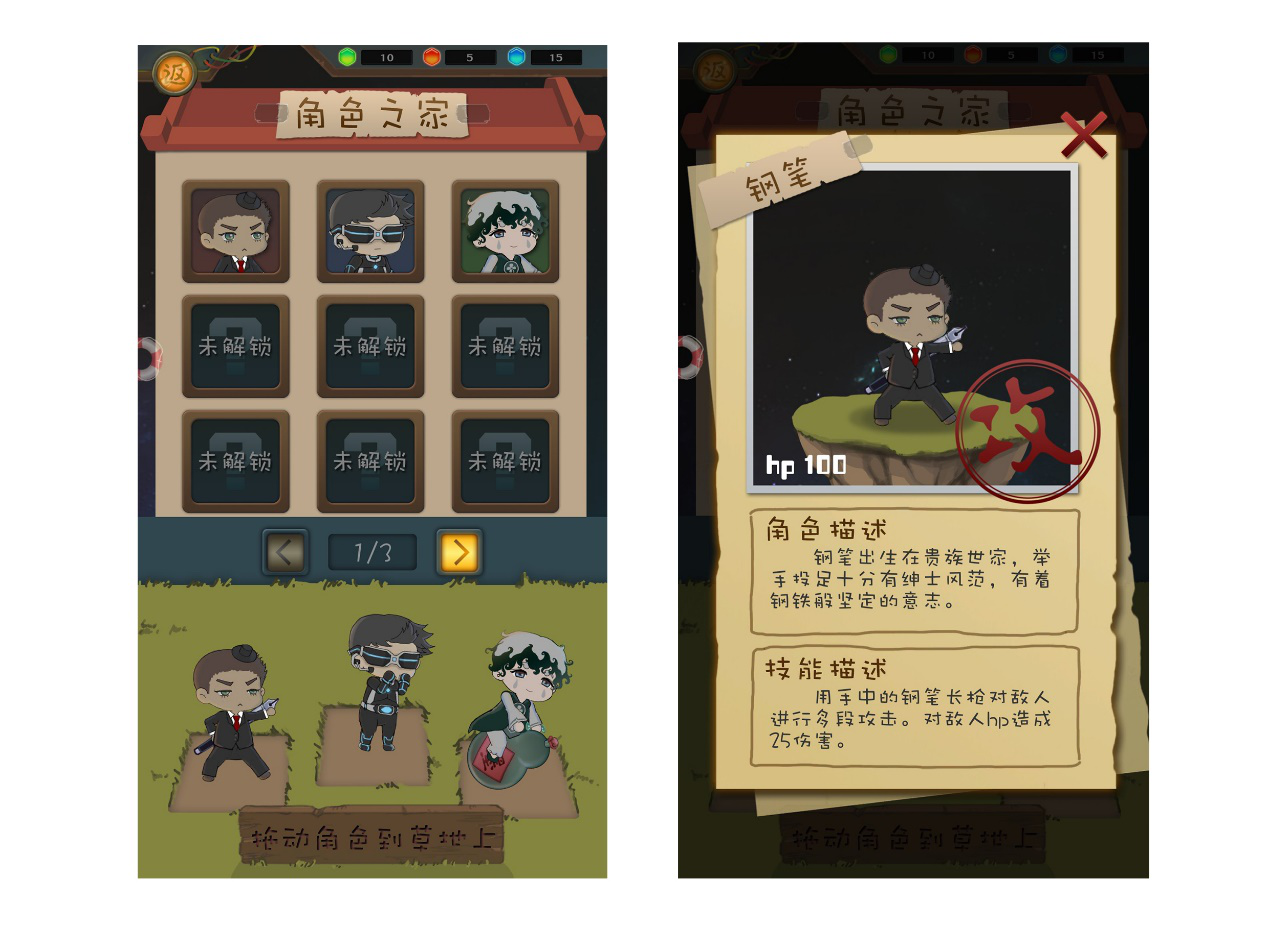 返
10
5
15
角色之家
未解锁
未解锁
未解锁
未解锁
未解锁
未解锁
1/3
拖动角色到草地上
返
10
5
15
角色之家
钢笔
攻
hp 100
角色描述
钢笔出生在贵族世家，举
手投足十分有绅士风范，有着
钢铁般坚定的意志。
技能描述
用手中的钢笔长枪对敌人
进行多段攻击。对敌人hp造成
25伤害。
拖动角色到草地上